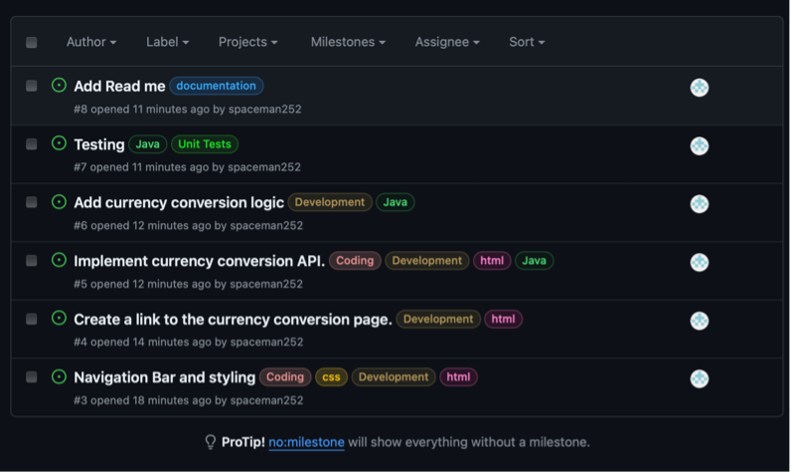 Author Label Projects Milestones Assignee Sort
Add Read me documentation
#8 opened 11 minutes ago by spaceman252
Testing Java Unit Tests
#7 opened 11 minutes ago by spaceman252
Add currency conversion logic Development Java
#6 opened 12 minutes ago by spaceman252
Implement currency conversion API. Coding Development html Java
#5 opened 12 minutes ago by spaceman252
Create a link to the currency conversion page. Development html
#4 opened 14 minutes ago by spaceman252
Navigation Bar and styling Coding css Development html
#3 opened 18 minutes ago by spaceman252
ProTip! no:milestone will show everything without a milestone.